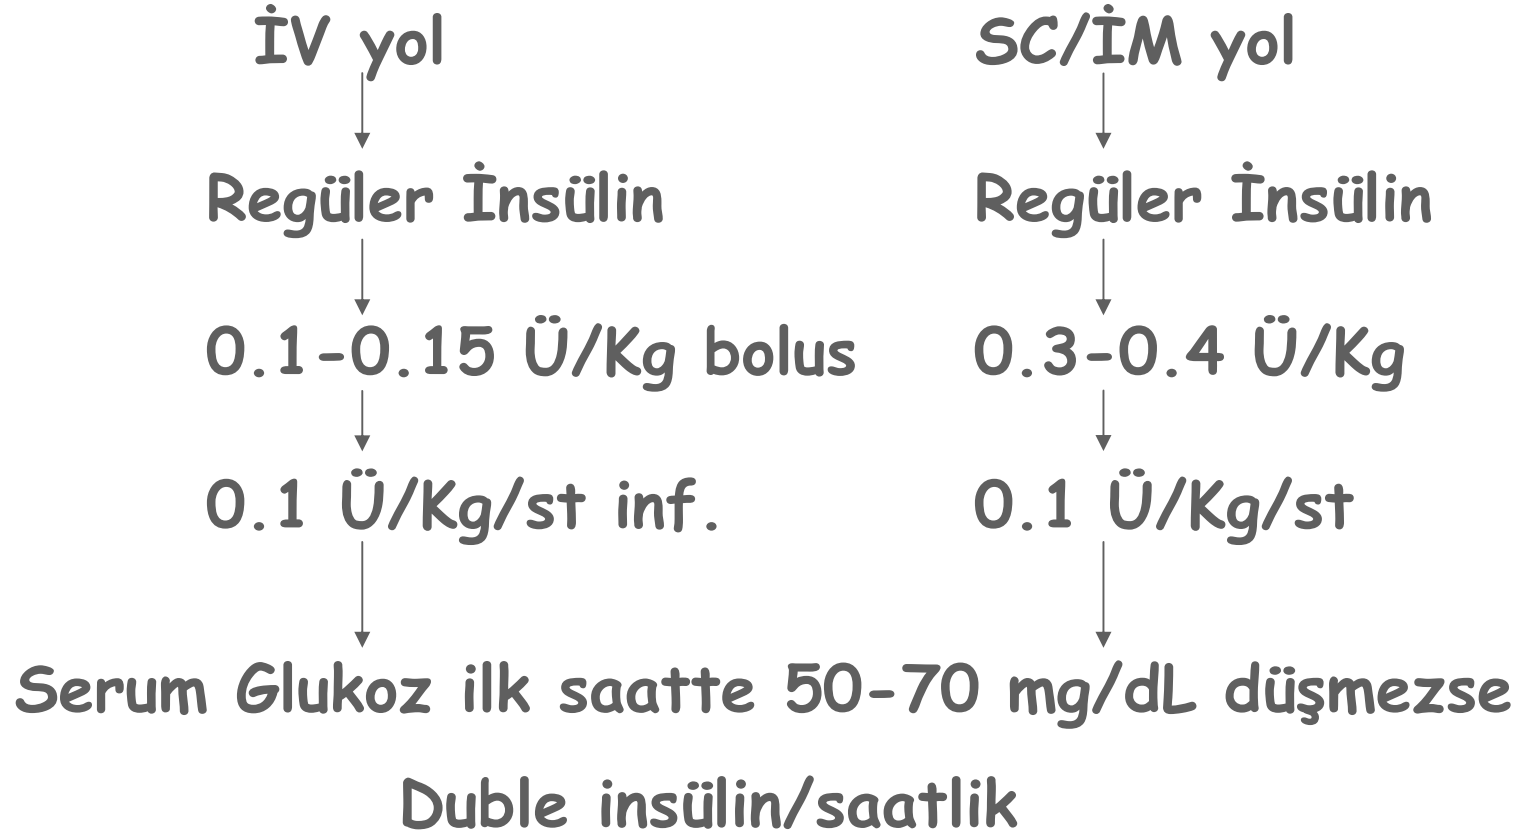 İV yol
SC/İM yol
Regüler İnsülin
Regüler İnsülin
0.1-0.15 Ü/Kg bolus
0.3-0.4 Ü/Kg
0.1 Ü/Kg/st inf.
0.1 Ü/Kg/st
Serum Glukoz ilk saatte 50-70 mg/dL düşmezse
Duble insülin/saatlik